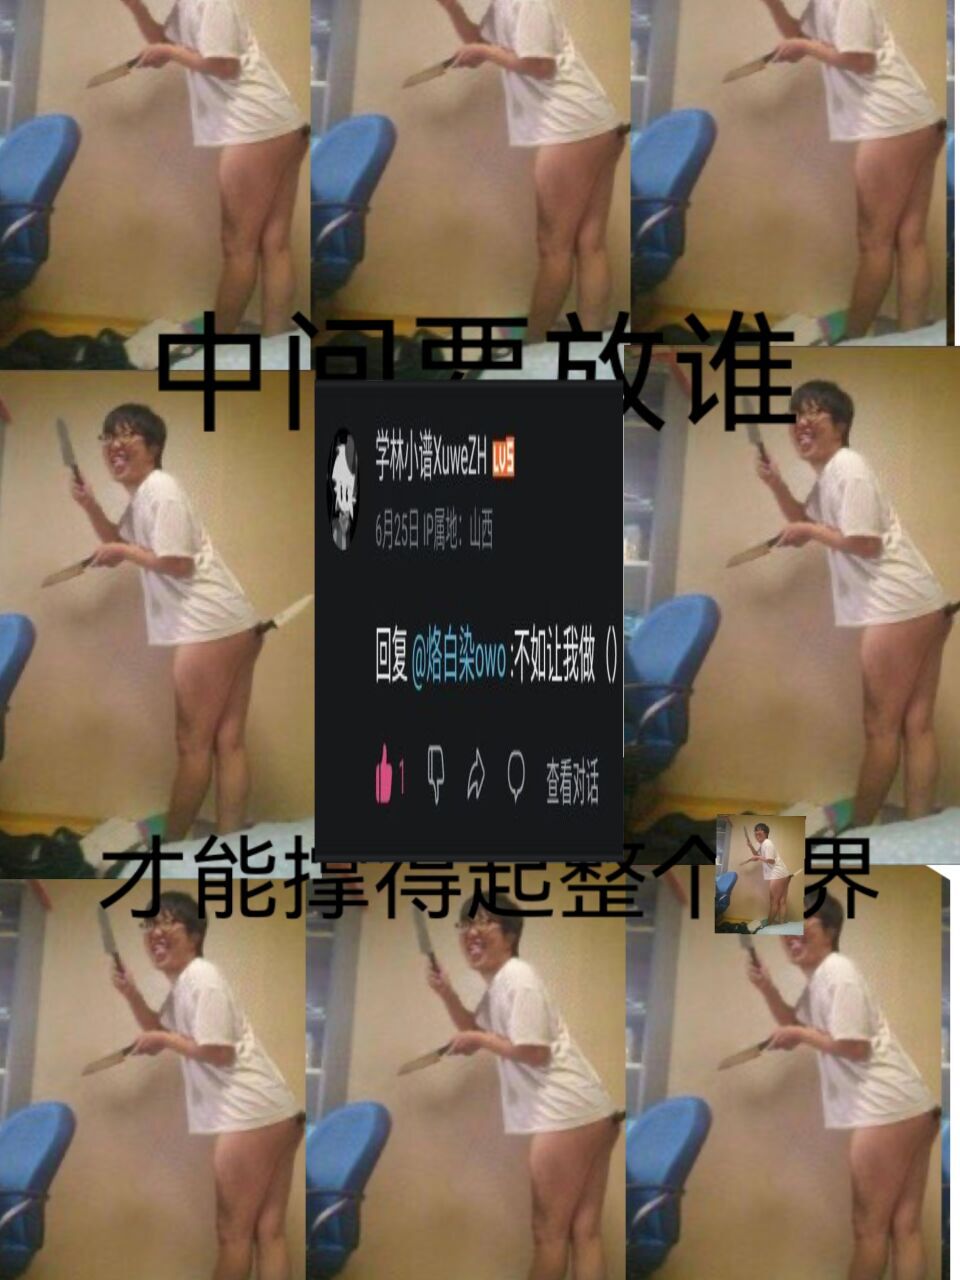 中间要放谁
学林小谱XuweZH LV5
6月25日 IP属地：山西
回复 @烙白染owo :不如让我做（）
1 查看对话
才能撑得起整个 界